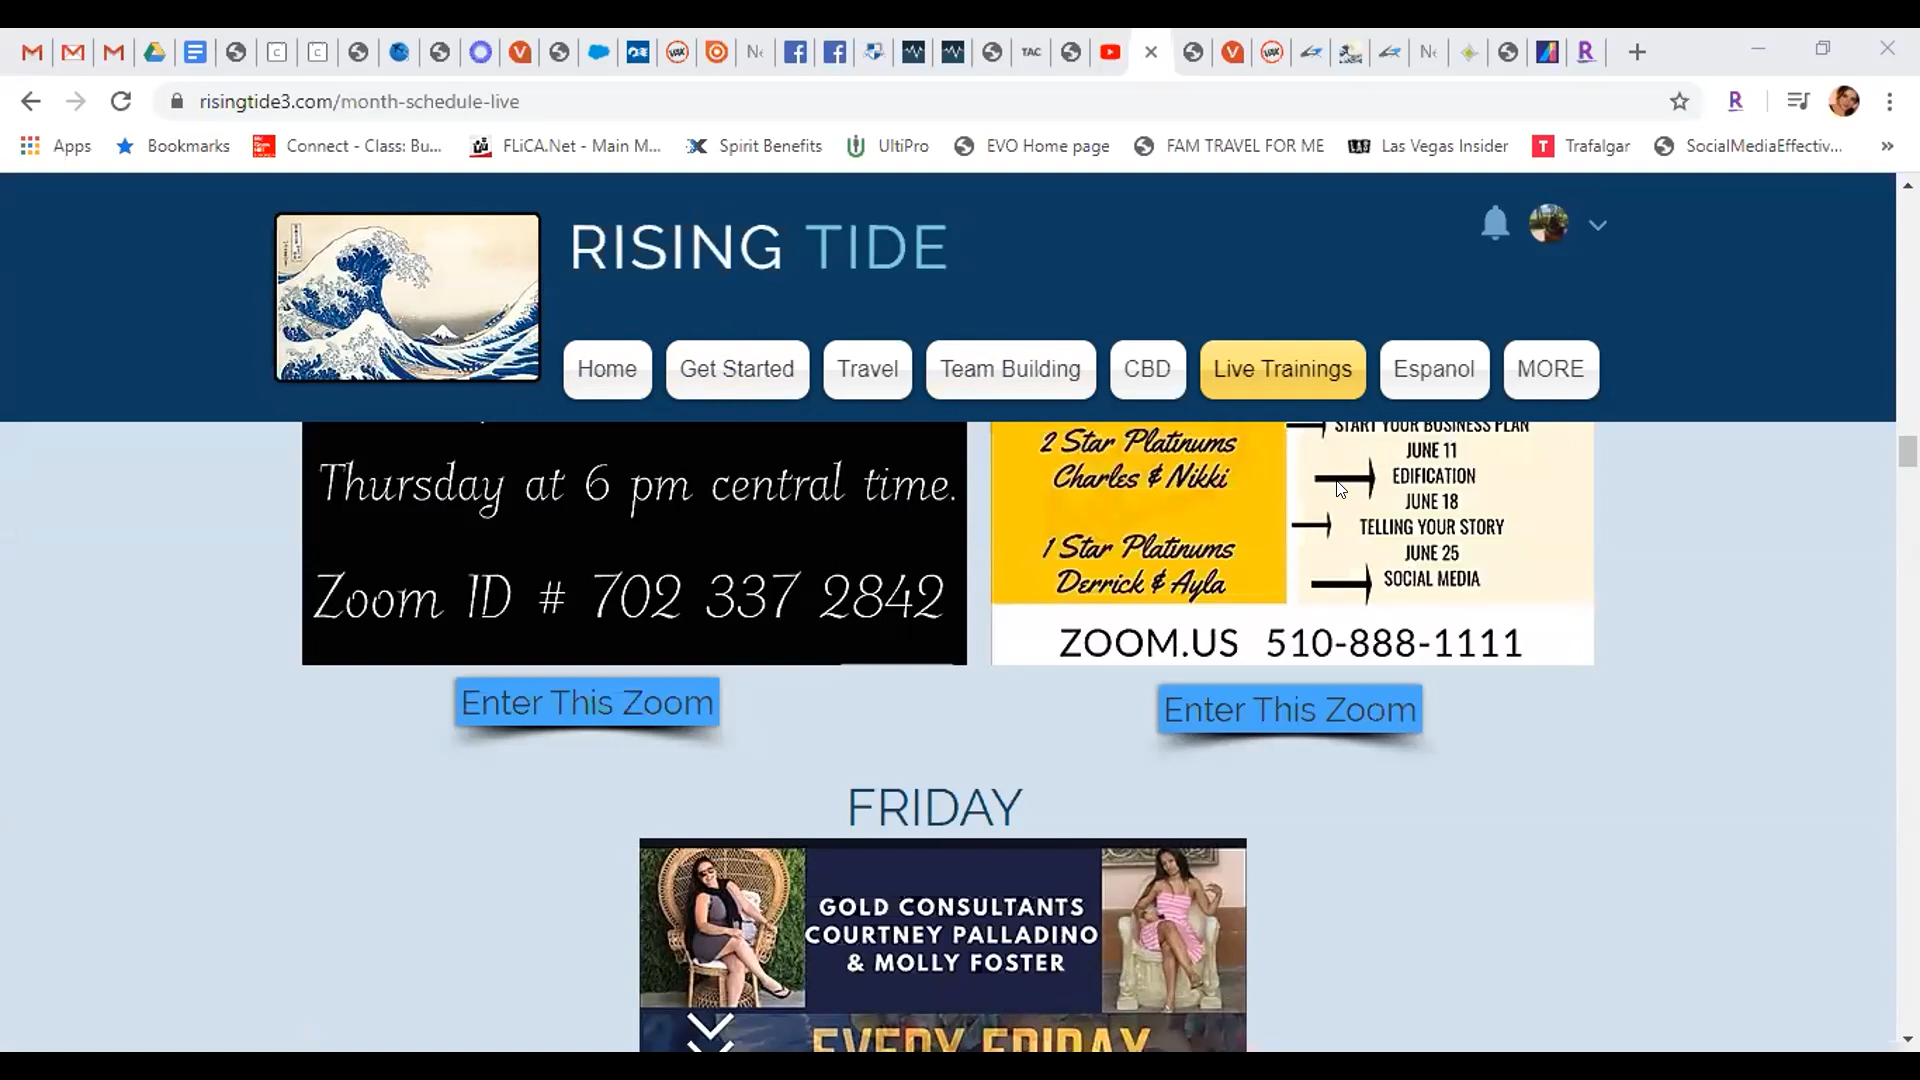 TAC
risingtide3.com/month-schedule-live
Apps
Bookmarks
Connect - Class: Bu...
FLiCA.Net - Main M...
Spirit Benefits
UltiPro
EVO Home page
FAM TRAVEL FOR ME
Las Vegas Insider
Trafalgar
SocialMediaEffectiv...
RISING TIDE
Home
Get Started
Travel
Team Building
CBD
Live Trainings
Espanol
MORE
Thursday at 6 pm central time.
Zoom ID # 702 337 2842
Enter This Zoom
2 Star Platinums
Charles & Nikki
1 Star Platinums
Derrick & Ayla
START YOUR BUSINESS PLAN
JUNE 11
EDIFICATION
JUNE 18
TELLING YOUR STORY
JUNE 25
SOCIAL MEDIA
ZOOM.US 510-888-1111
Enter This Zoom
FRIDAY
GOLD CONSULTANTS
COURTNEY PALLADINO
& MOLLY FOSTER
EVERY FRIDAY